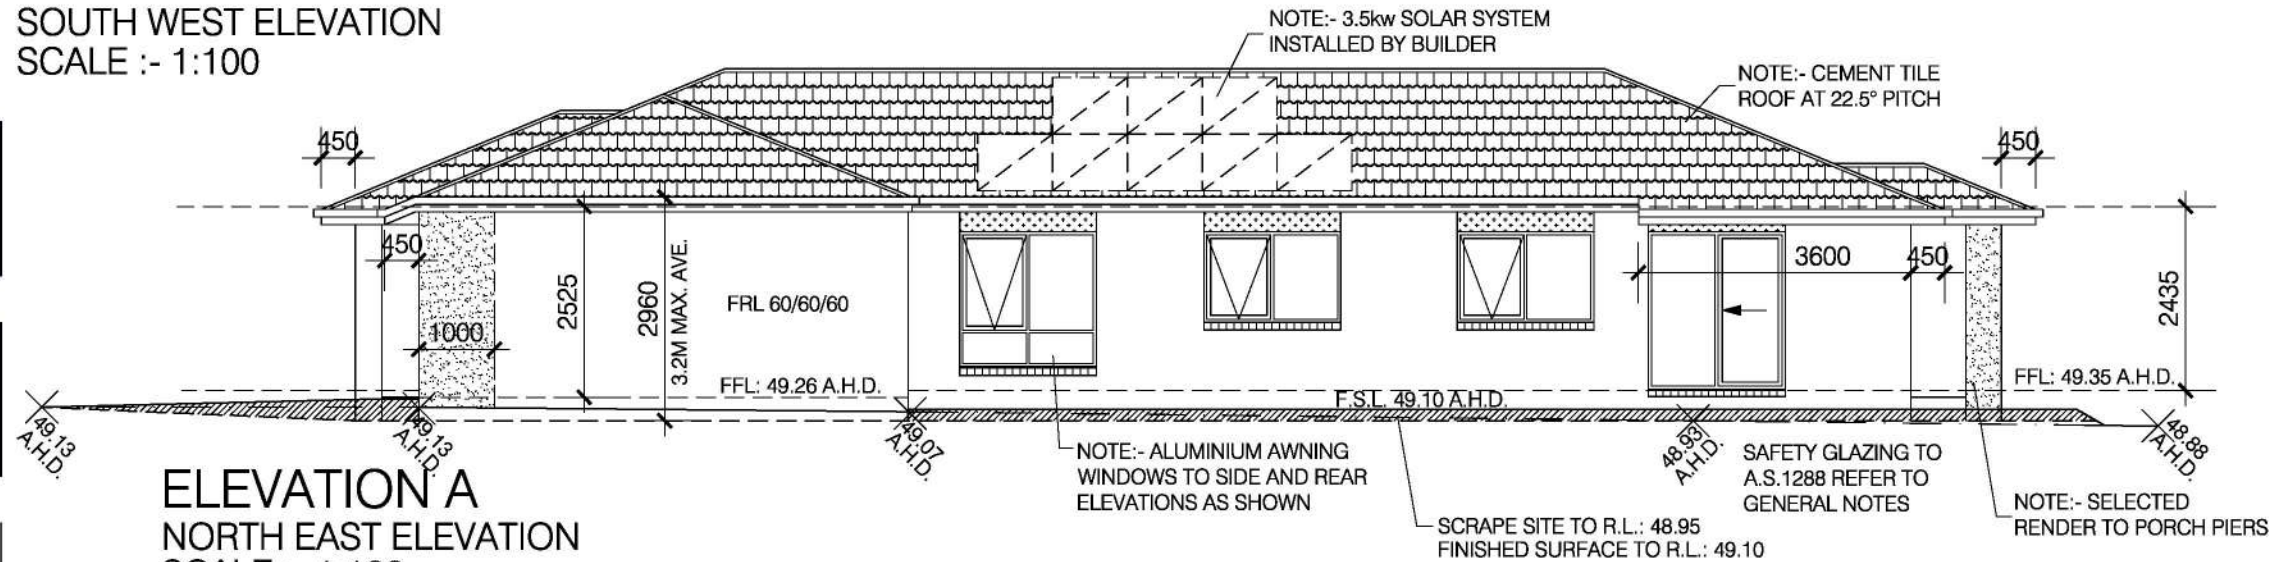 SOUTH WEST ELEVATION
SCALE :- 1:100
NOTE:- 3.5kw SOLAR SYSTEM
INSTALLED BY BUILDER
NOTE:- CEMENT TILE
ROOF AT 22.5° PITCH
450
450
450
1000
2525
2960
3.2M MAX. AVE.
FRL 60/60/60
FFL: 49.26 A.H.D.
3600
450
2435
FFL: 49.35 A.H.D.
F.S.L. 49.10 A.H.D.
49.13
A.H.D.
49.13
A.H.D.
49.07
A.H.D.
48.93
A.H.D.
48.88
A.H.D.
NOTE:- ALUMINIUM AWNING
WINDOWS TO SIDE AND REAR
ELEVATIONS AS SHOWN
SAFETY GLAZING TO
A.S.1288 REFER TO
GENERAL NOTES
NOTE:- SELECTED
RENDER TO PORCH PIERS
SCRAPE SITE TO R.L.: 48.95
FINISHED SURFACE TO R.L.: 49.10
ELEVATION A
NORTH EAST ELEVATION